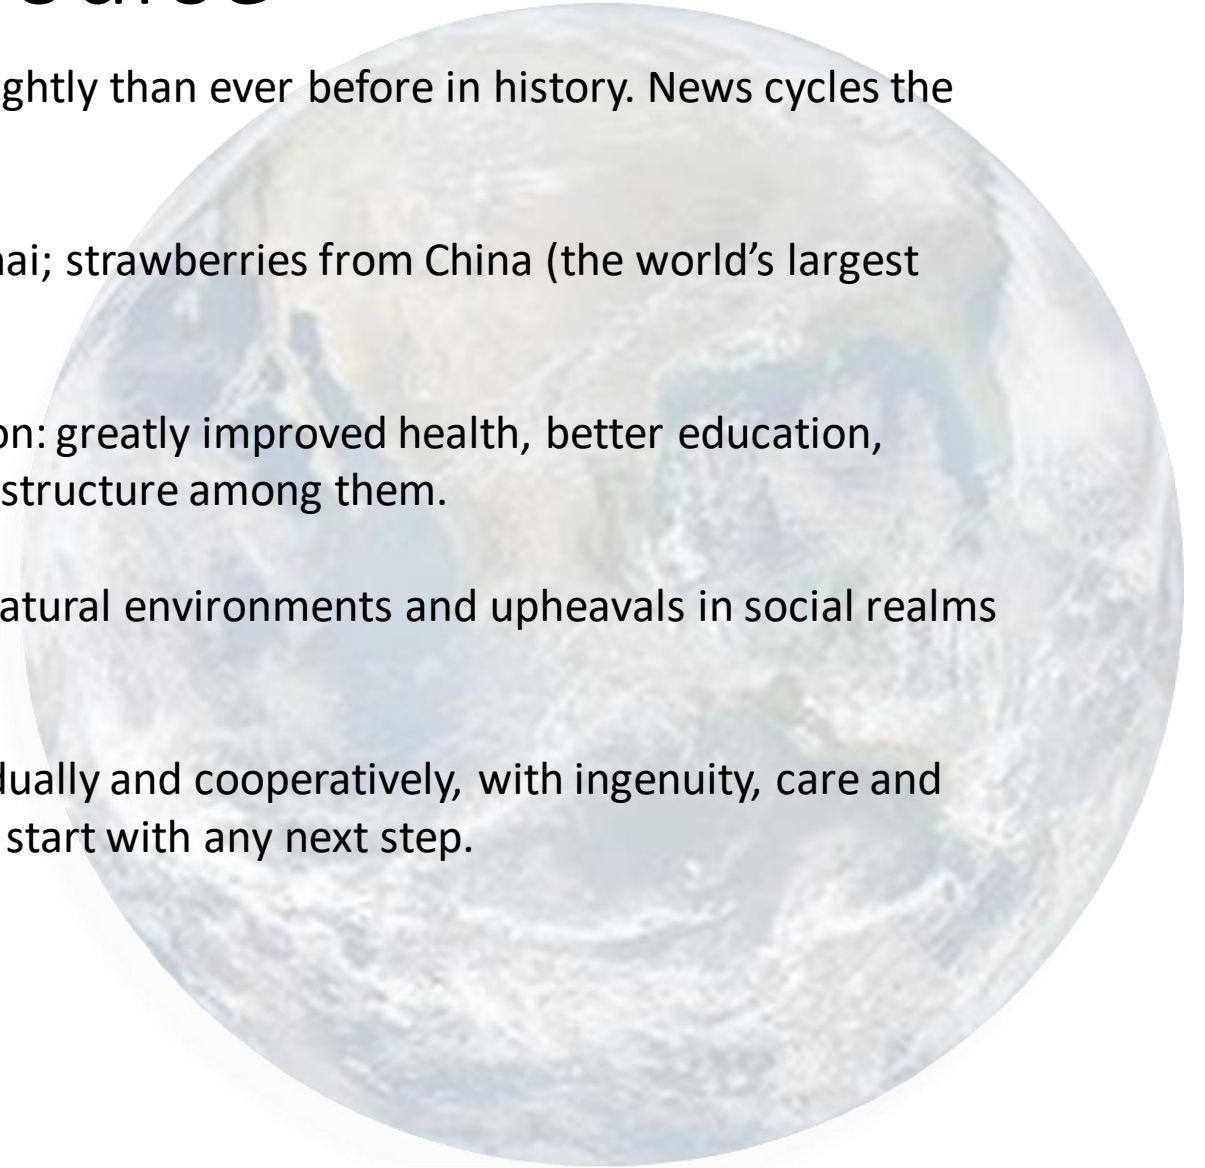 ghtly than ever before in history. News cycles the
nai; strawberries from China (the world’s largest
on: greatly improved health, better education,
structure among them.
atural environments and upheavals in social realms
dually and cooperatively, with ingenuity, care and
start with any next step.